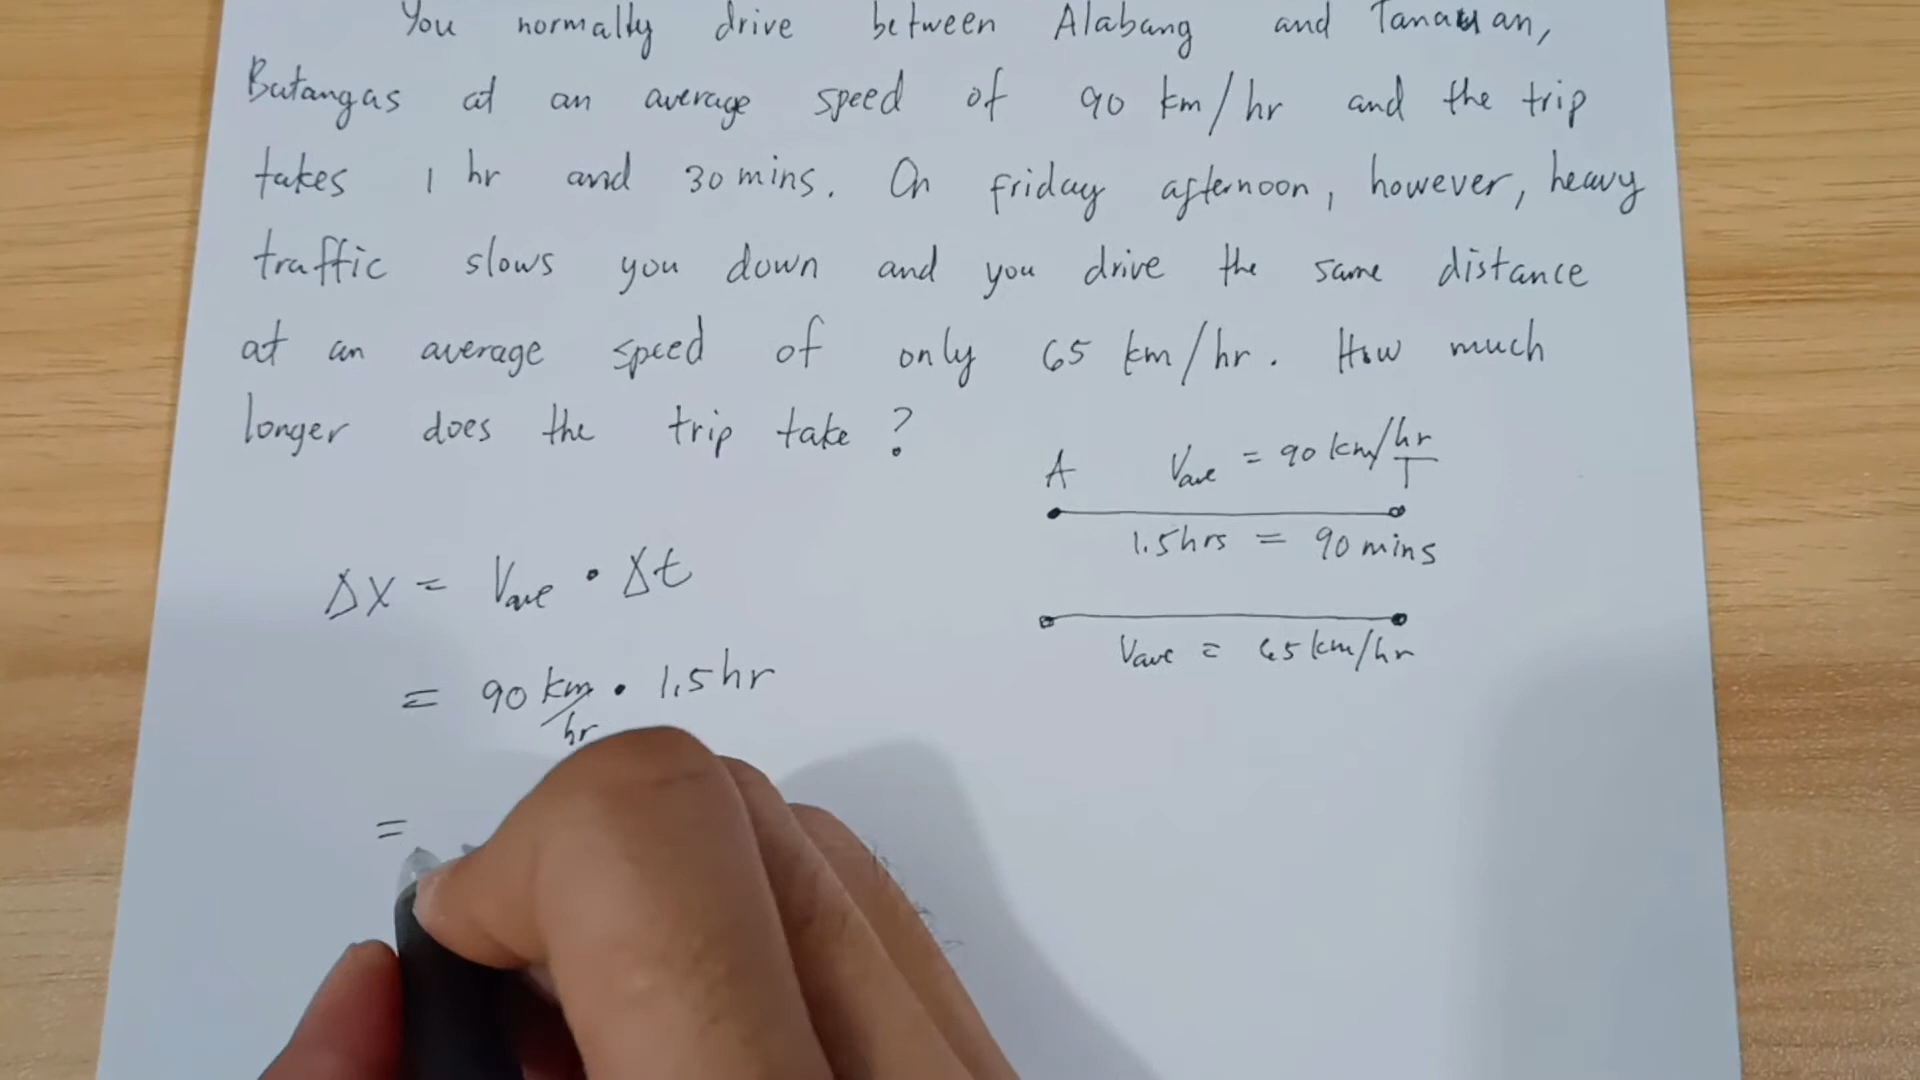 You normally drive between Alabang and Tanauan,
Batangas at an average speed of 90 km/hr and the trip
takes 1 hr and 30 mins. On friday afternoon, however, heavy
traffic slows you down and you drive the same distance
at an average speed of only 65 km/hr. How much
longer does the trip take?
A Vave = 90 km/hr T
1.5hrs = 90 mins
Vave = 65 km/hr
Δx = Vave • Δt
= 90 km/hr • 1.5hr
=